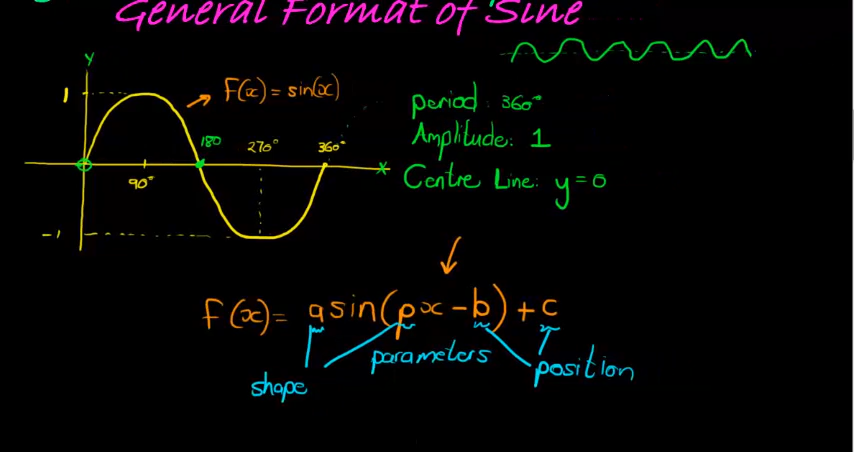 General Format of Sine
y
1
F(x) = sin(x)
Period: 360°
180
270°
360°
Amplitude: 1
x
90°
Centre Line: y=0
-1
F(x) = a sin(px - b) + c
parameters
shape
position